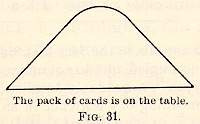 The pack of cards is on the table.
FIG. 31.